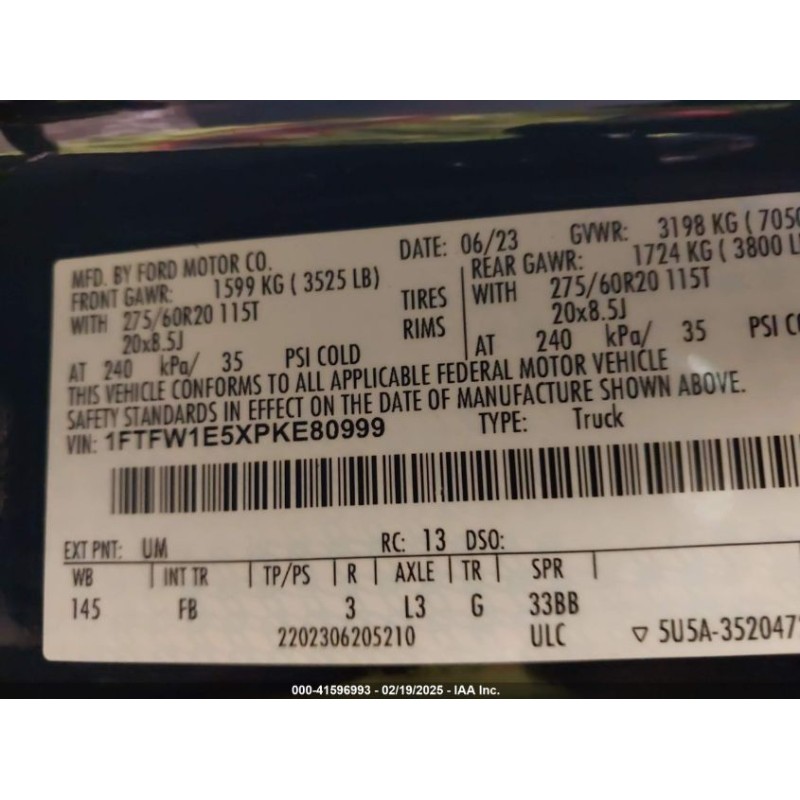 MFD. BY FORD MOTOR CO. DATE: 06/23 GVWR: 3198 KG ( 7050
FRONT GAWR: 1599 KG ( 3525 LB) REAR GAWR: 1724 KG ( 3800 L
WITH 275/60R20 115T TIRES WITH 275/60R20 115T
20x8.5J RIMS 20x8.5J
AT 240 kPa/ 35 PSI COLD AT 240 kPa/ 35 PSI
THIS VEHICLE CONFORMS TO ALL APPLICABLE FEDERAL MOTOR VEHICLE
SAFETY STANDARDS IN EFFECT ON THE DATE OF MANUFACTURE SHOWN ABOVE.
VIN: 1FTFW1E5XPKE80999 TYPE: Truck
EXT PNT: UM RC: 13 DSO:
WB | INT TR | TP/PS | R | AXLE | TR | SPR |
145 FB 3 L3 G 33BB
2202306205210 ULC ▽ 5U5A-352047
000-41596993 - 02/19/2025 - IAA Inc.